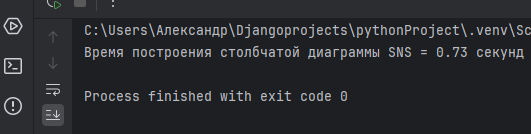 C:\Users\Александр\Djangoprojects\pythonProject\.venv\Sc
Время построения столбчатой диаграммы SNS = 0.73 секунд
Process finished with exit code 0